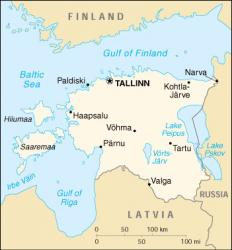 FINLAND
Gulf of Finland
Baltic
Sea
Paldiski
TALLINN
Narva
Kohtla-
Järve
Haapsalu
Hiiumaa
Võhma
Lake
Peipus
Saaremaa
Pärnu
Tartu
Võrts
Järv
Lake
Pskov
Irbe Väin
Gulf of
Riga
Valga
RUSSIA
LATVIA
0 50 100 km
0 50 100 mi